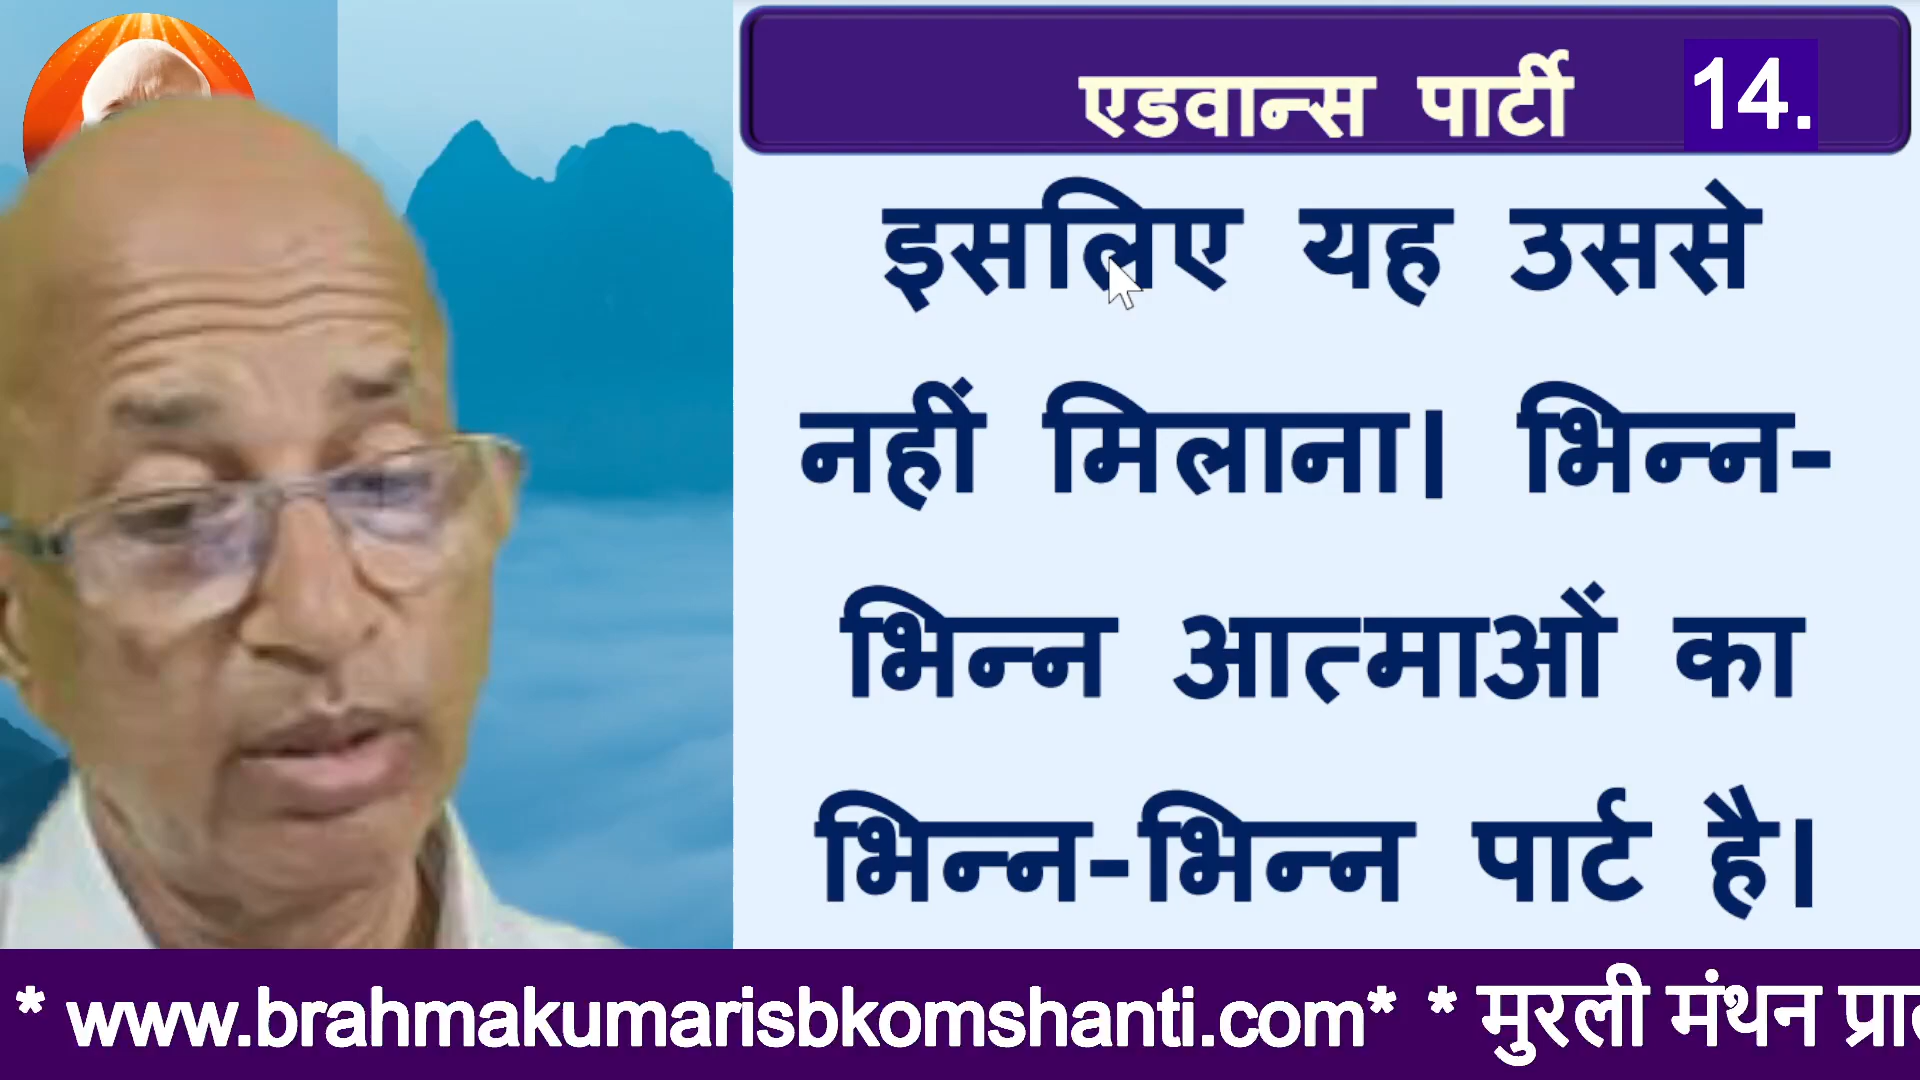 एडवान्स पार्टी 14.
इसलिए यह उससे
नहीं मिलाना। भिन्न-
भिन्न आत्माओं का
भिन्न-भिन्न पार्ट है।
* www.brahmakumarisbkomshanti.com* * मुरली मंथन